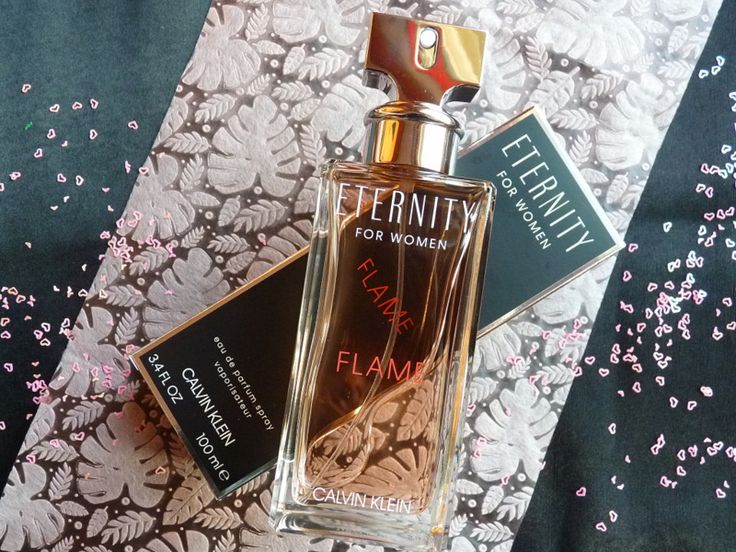 ETERNITY
FOR WOMEN
FLAME
FLAME
CALVIN KLEIN
ETERNITY
FOR WOMEN
eau de parfum spray
vaporisateur
CALVIN KLEIN
3.4 FL OZ 100 ml ℮